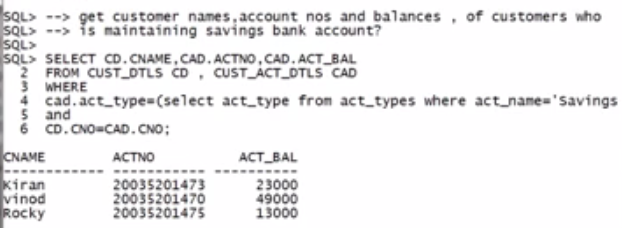 SQL> --> get customer names,account nos and balances , of customers who
SQL> --> is maintaining savings bank account?
SQL>
SQL> SELECT CD.CNAME,CAD.ACTNO,CAD.ACT_BAL
2 FROM CUST_DTLS CD , CUST_ACT_DTLS CAD
3 WHERE
4 cad.act_type=(select act_type from act_types where act_name='Savings
5 and
6 CD.CNO=CAD.CNO;
CNAME ACTNO ACT_BAL
------------ ------------ ----------
Kiran 20035201473 23000
vinod 20035201470 49000
Rocky 20035201475 13000